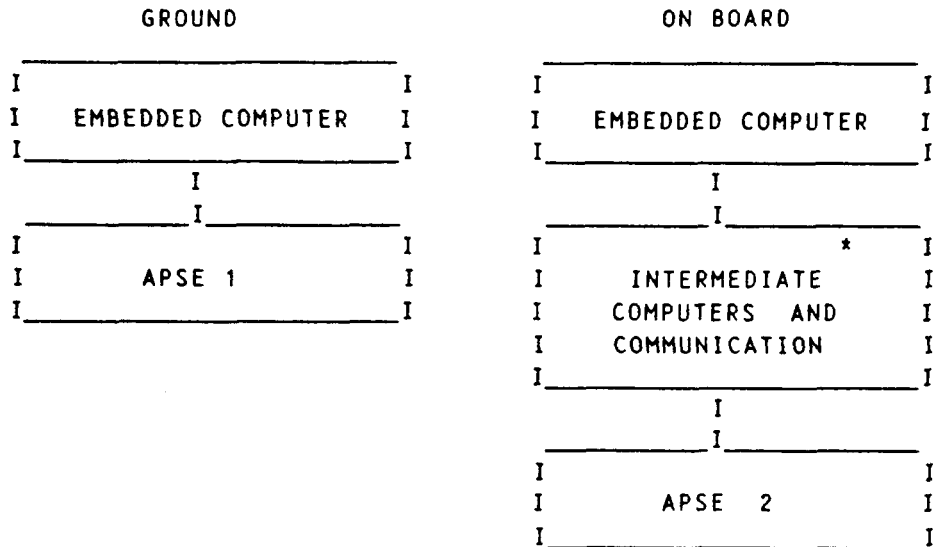 GROUND
EMBEDDED COMPUTER
APSE 1
ON BOARD
EMBEDDED COMPUTER
*
INTERMEDIATE
COMPUTERS AND
COMMUNICATION
APSE 2